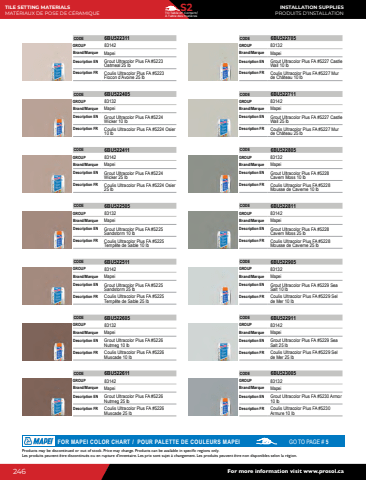 TILE SETTING MATERIALS
MATÉRIAUX DE POSE DE CÉRAMIQUE
S2
INSTALLATION SUPPLIES
PRODUITS D'INSTALLATION
CODE 6BU522311
GROUP 83142
Brand/Marque Mapei
Description EN Grout Ultracolor Plus FA #5223
Oatmeal 25 lb
Description FR Coulis Ultracolor Plus FA #5223
Flocon d'Avoine 25 lb
CODE 6BU522405
GROUP 83132
Brand/Marque Mapei
Description EN Grout Ultracolor Plus FA #5224
Wicker 10 lb
Description FR Coulis Ultracolor Plus FA #5224 Osier
10 lb
CODE 6BU522411
GROUP 83142
Brand/Marque Mapei
Description EN Grout Ultracolor Plus FA #5224
Wicker 25 lb
Description FR Coulis Ultracolor Plus FA #5224 Osier
25 lb
CODE 6BU522505
GROUP 83132
Brand/Marque Mapei
Description EN Grout Ultracolor Plus FA #5225
Sandstorm 10 lb
Description FR Coulis Ultracolor Plus FA #5225
Tempête de Sable 10 lb
CODE 6BU522511
GROUP 83142
Brand/Marque Mapei
Description EN Grout Ultracolor Plus FA #5225
Sandstorm 25 lb
Description FR Coulis Ultracolor Plus FA #5225
Tempête de Sable 25 lb
CODE 6BU522605
GROUP 83132
Brand/Marque Mapei
Description EN Grout Ultracolor Plus FA #5226
Nutmeg 10 lb
Description FR Coulis Ultracolor Plus FA #5226
Muscade 10 lb
CODE 6BU522611
GROUP 83142
Brand/Marque Mapei
Description EN Grout Ultracolor Plus FA #5226
Nutmeg 25 lb
Description FR Coulis Ultracolor Plus FA #5226
Muscade 25 lb
CODE 6BU522705
GROUP 83132
Brand/Marque Mapei
Description EN Grout Ultracolor Plus FA #5227 Castle
Wall 10 lb
Description FR Coulis Ultracolor Plus FA #5227 Mur
de Château 10 lb
CODE 6BU522711
GROUP 83142
Brand/Marque Mapei
Description EN Grout Ultracolor Plus FA #5227 Castle
Wall 25 lb
Description FR Coulis Ultracolor Plus FA #5227 Mur
de Château 25 lb
CODE 6BU522805
GROUP 83132
Brand/Marque Mapei
Description EN Grout Ultracolor Plus FA #5228
Cavern Moss 10 lb
Description FR Coulis Ultracolor Plus FA #5228
Mousse de Caverne 10 lb
CODE 6BU522811
GROUP 83142
Brand/Marque Mapei
Description EN Grout Ultracolor Plus FA #5228
Cavern Moss 25 lb
Description FR Coulis Ultracolor Plus FA #5228
Mousse de Caverne 25 lb
CODE 6BU522905
GROUP 83132
Brand/Marque Mapei
Description EN Grout Ultracolor Plus FA #5229 Sea
Salt 10 lb
Description FR Coulis Ultracolor Plus FA #5229 Sel
de Mer 10 lb
CODE 6BU522911
GROUP 83142
Brand/Marque Mapei
Description EN Grout Ultracolor Plus FA #5229 Sea
Salt 25 lb
Description FR Coulis Ultracolor Plus FA #5229 Sel
de Mer 25 lb
CODE 6BU523005
GROUP 83132
Brand/Marque Mapei
Description EN Grout Ultracolor Plus FA #5230 Armor
10 lb
Description FR Coulis Ultracolor Plus FA #5230
Armure 10 lb
MAPEI FOR MAPEI COLOR CHART / POUR PALETTE DE COULEURS MAPEI GO TO PAGE # 5
Products may be discontinued or out of stock. Price may change. Products can be available in specific regions only.
Les produits peuvent être discontinués ou en rupture d'inventaire. Les prix sont sujet à changement. Les produits peuvent être non disponibles selon la région.
246
For more information visit www.prosol.ca